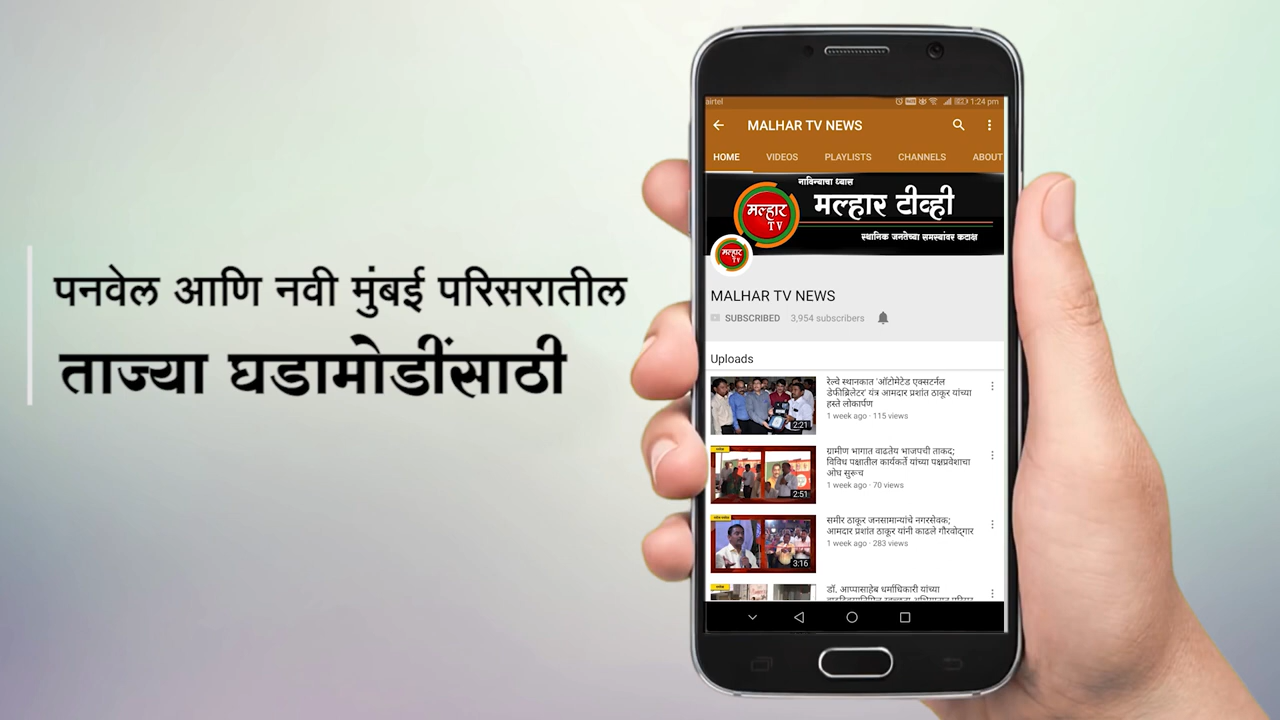 पनवेल आणि नवी मुंबई परिसरातील
ताज्या घडामोडींसाठी
airtel
1:24 pm
MALHAR TV NEWS
HOME VIDEOS PLAYLISTS CHANNELS ABOUT
नाविन्याचा ध्यास
मल्हार टीव्ही
स्थानिक जनतेच्या समस्यांवर कटाक्ष
मल्हार
TV
मल्हार
TV
MALHAR TV NEWS
SUBSCRIBED 3,954 subscribers
Uploads
रेल्वे स्थानकात 'ऑटोमेटेड एक्सटर्नल
डेफीब्रिलेटर' यंत्र आमदार प्रशांत ठाकूर यांच्या
हस्ते लोकार्पण
1 week ago · 115 views
2:21
ग्रामीण भागात वाढतेय भाजपची ताकद;
विविध पक्षातील कार्यकर्ते यांच्या पक्षप्रवेशाचा
ओघ सुरूच
1 week ago · 70 views
2:51
समीर ठाकूर जनसामान्यांचे नगरसेवक;
आमदार प्रशांत ठाकूर यांनी काढले गौरवोद्गार
1 week ago · 283 views
3:16
डॉ. आप्पासाहेब धर्माधिकारी यांच्या